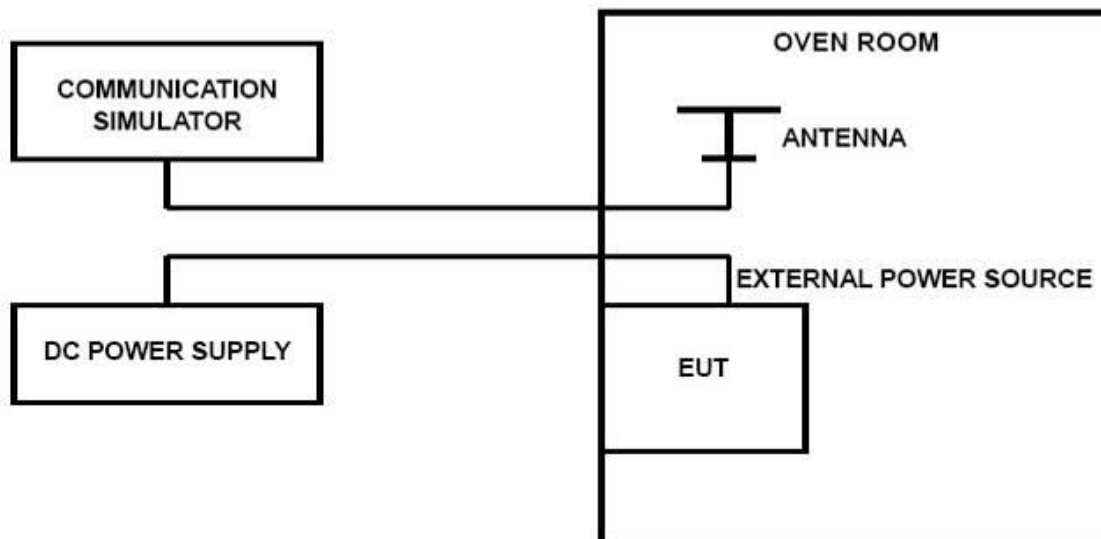 COMMUNICATION
SIMULATOR
OVEN ROOM
ANTENNA
EXTERNAL POWER SOURCE
DC POWER SUPPLY
EUT